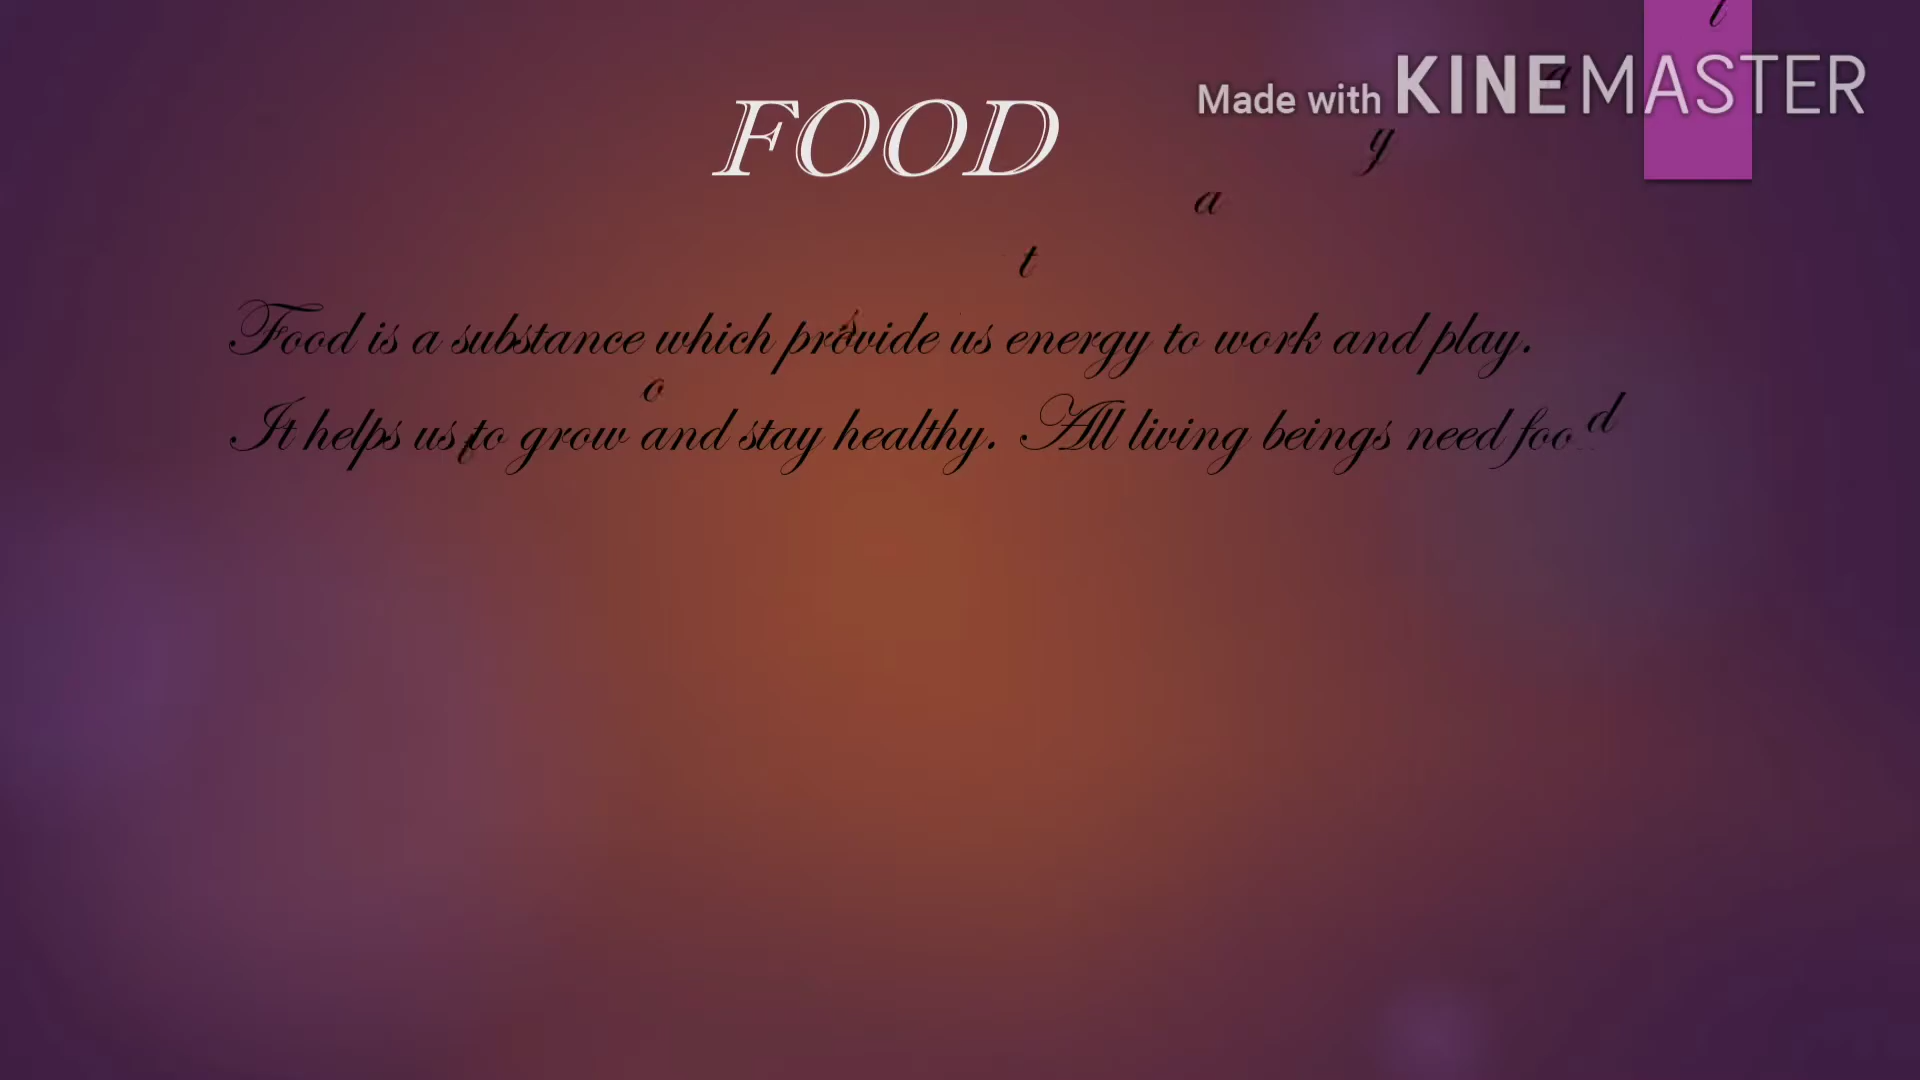 FOOD
Made with KINEMASTER
Food is a substance which provide us energy to work and play.
It helps us to grow and stay healthy. All living beings need food
t o s t a y a l